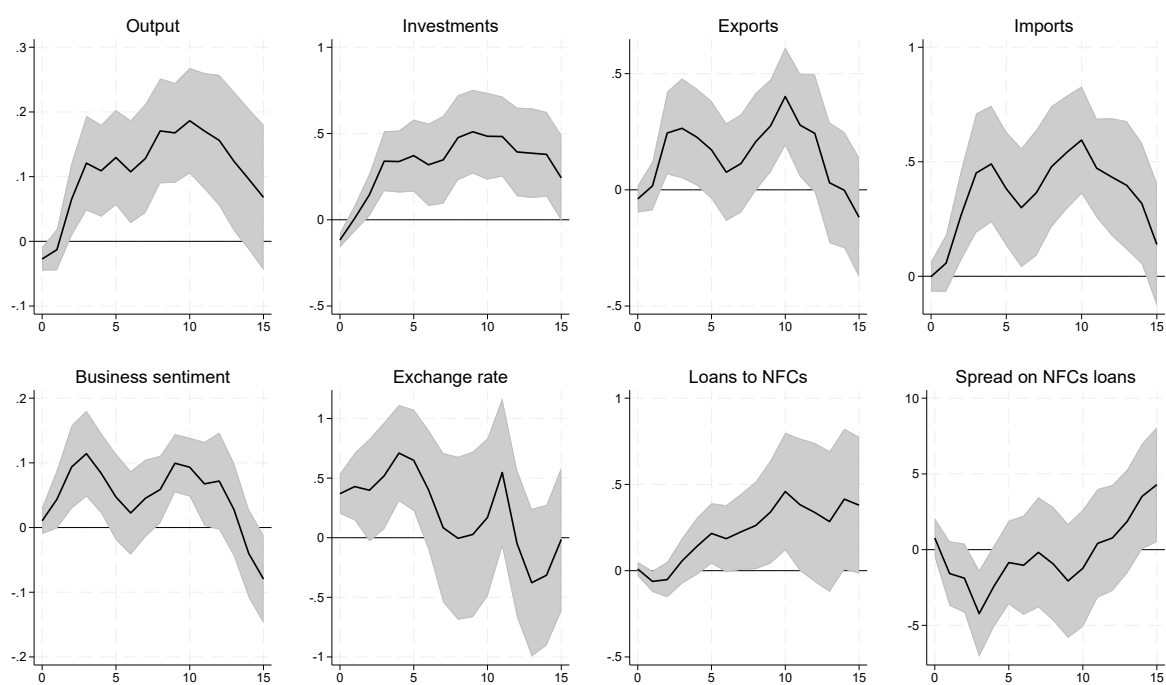 Output
.3
.2
.1
0
-.1
0 5 10 15
Investments
1
.5
0
-.5
0 5 10 15
Exports
.5
0
-.5
0 5 10 15
Imports
1
.5
0
0 5 10 15
Business sentiment
.2
.1
0
-.1
-.2
0 5 10 15
Exchange rate
1
.5
0
-.5
-1
0 5 10 15
Loans to NFCs
1
.5
0
-.5
0 5 10 15
Spread on NFCs loans
10
5
0
-5
0 5 10 15